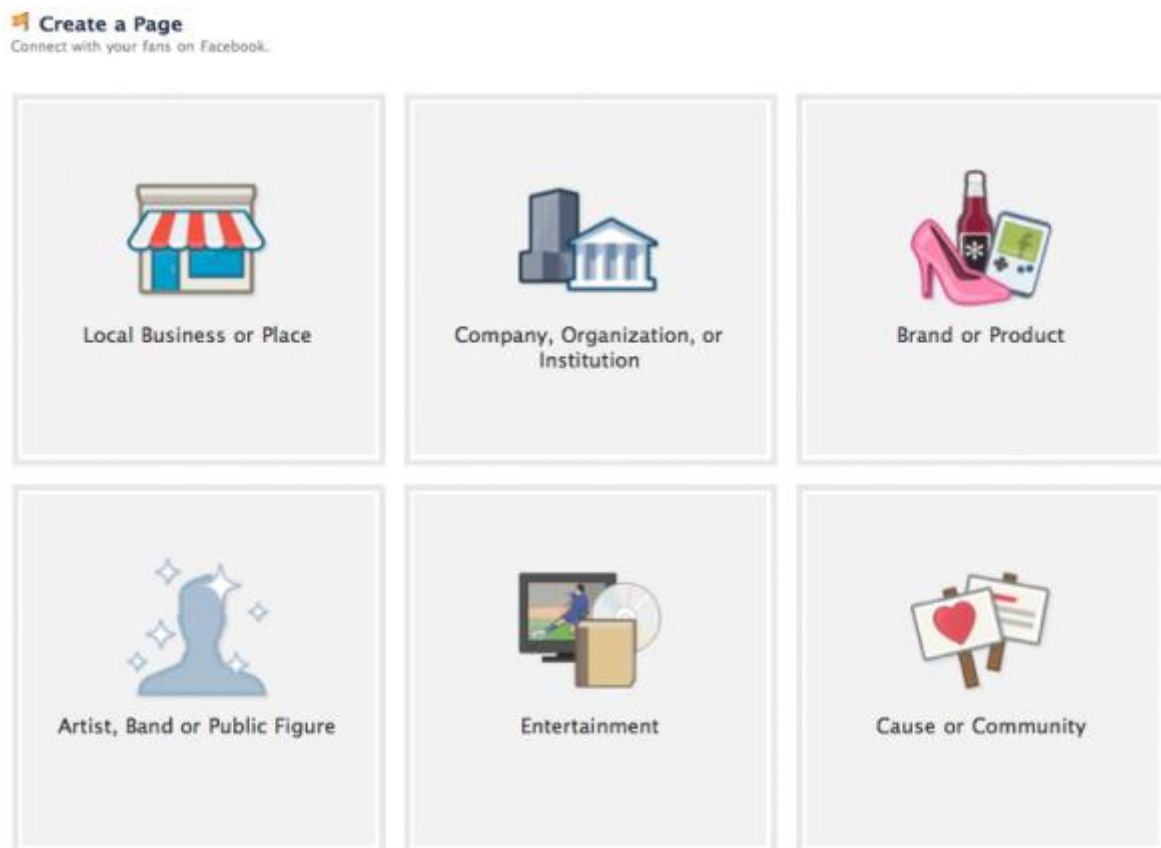 Create a Page
Connect with your fans on Facebook.
Local Business or Place
Company, Organization, or
Institution
Brand or Product
Artist, Band or Public Figure
Entertainment
Cause or Community